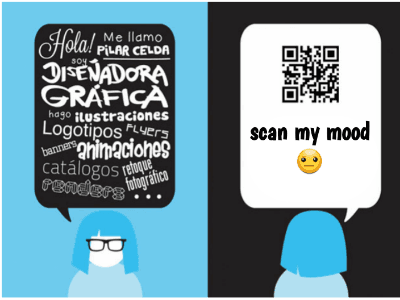 Hola! Me llamo
PiLAR CELDA
soy
DiSEÑADORA
GRÁFiCA
hago ilustraciones
Logotipos FLYERS
banners animaciones
catálogos retoque
fotográfico
renders...
scan my mood